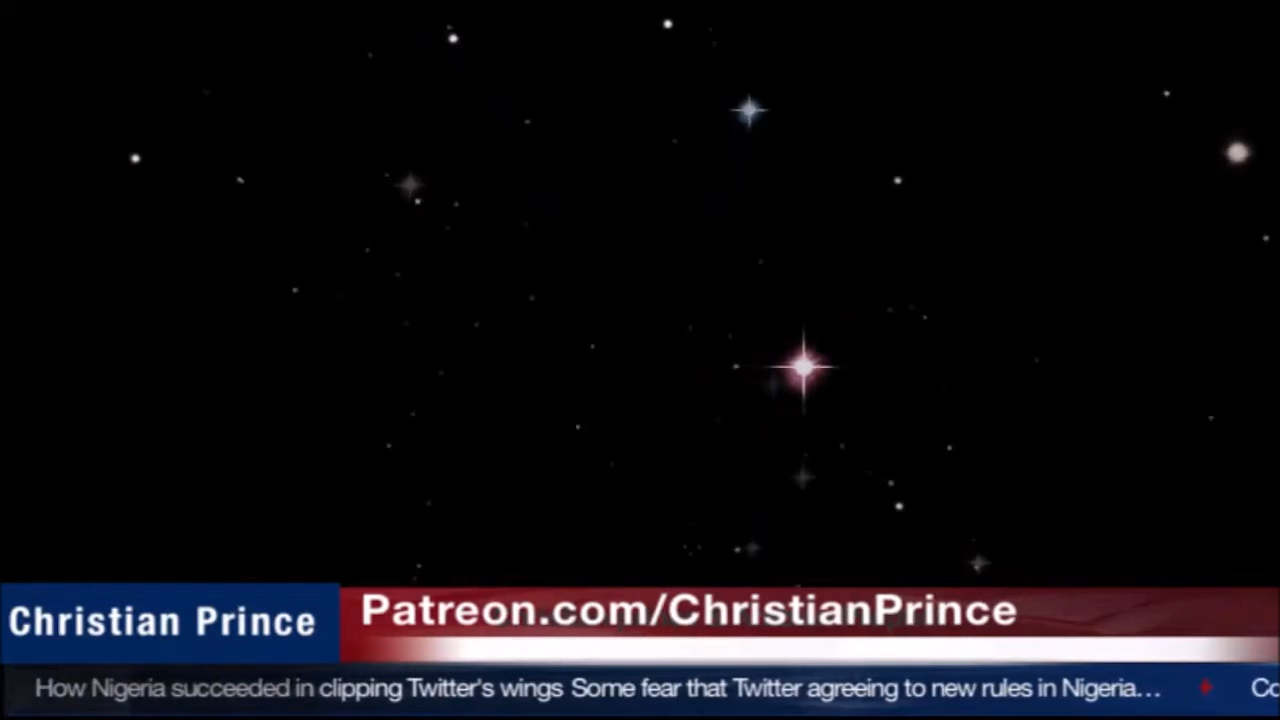 Christian Prince
Patreon.com/ChristianPrince
How Nigeria succeeded in clipping Twitter's wings Some fear that Twitter agreeing to new rules in Nigeria…